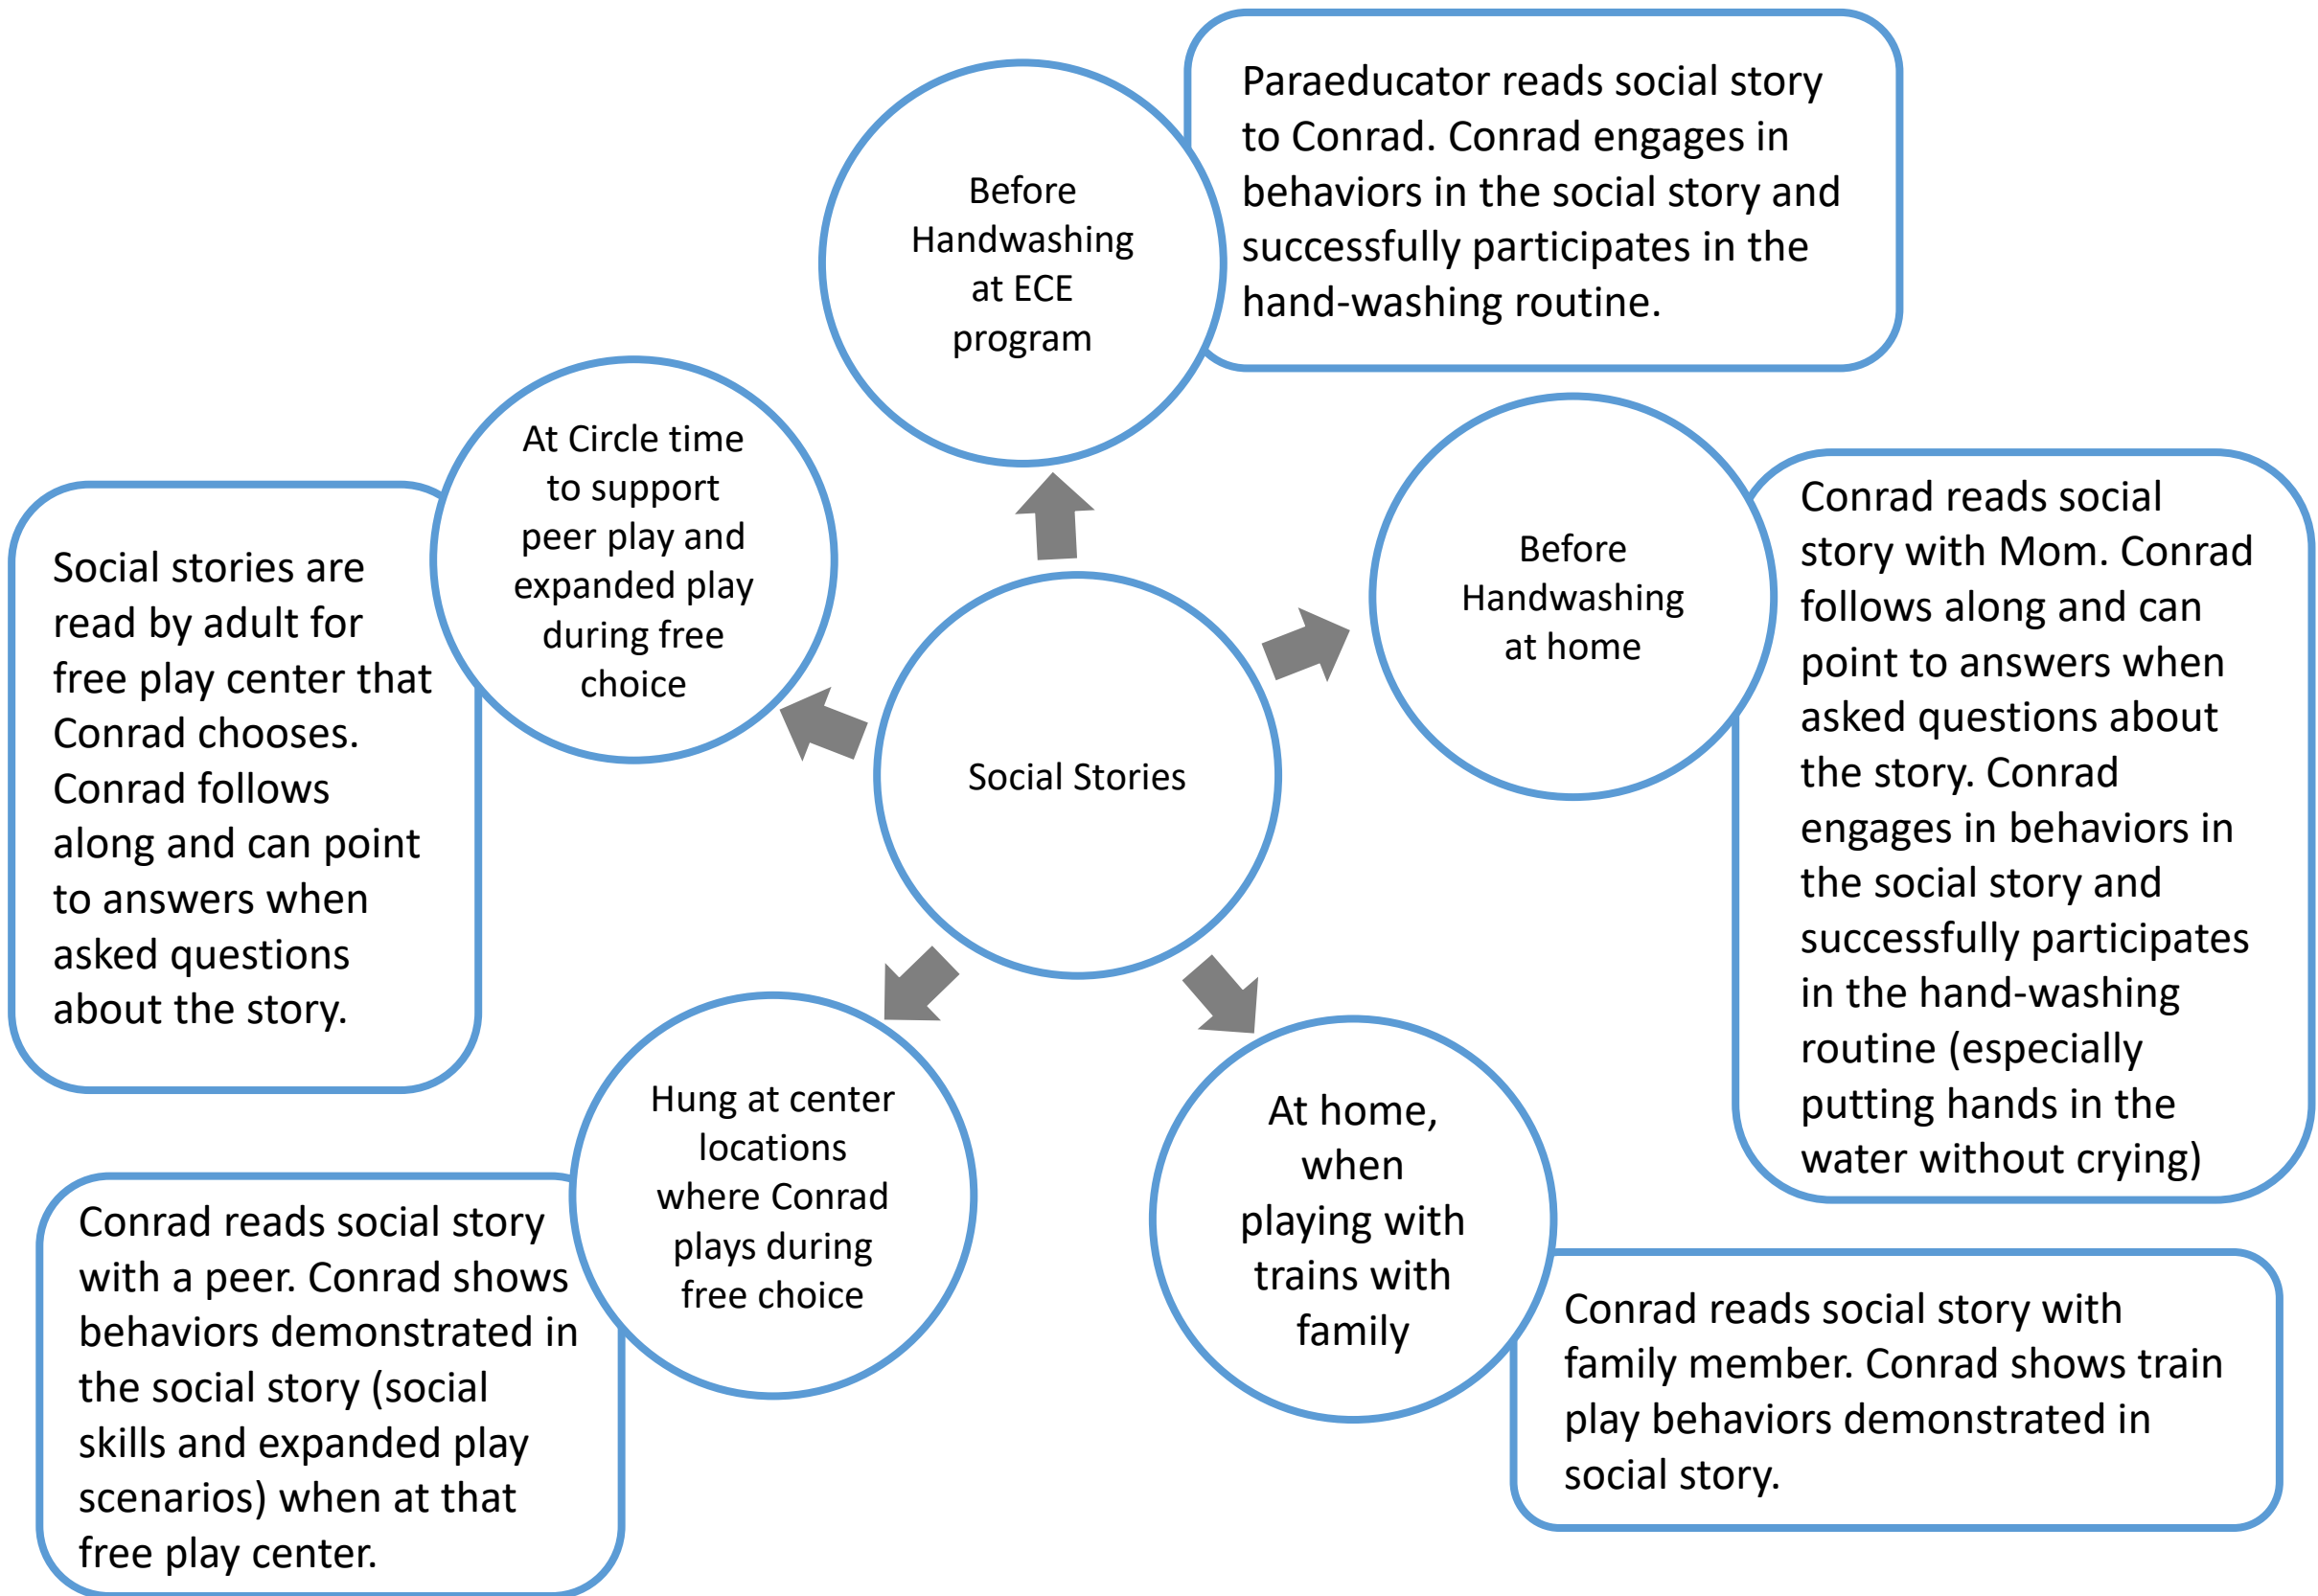 Before
Handwashing
at ECE
program
Paraeducator reads social story
to Conrad. Conrad engages in
behaviors in the social story and
successfully participates in the
hand-washing routine.
At Circle time
to support
peer play and
expanded play
during free
choice
Social stories are
read by adult for
free play center that
Conrad chooses.
Conrad follows
along and can point
to answers when
asked questions
about the story.
Social Stories
Before
Handwashing
at home
Conrad reads social
story with Mom. Conrad
follows along and can
point to answers when
asked questions about
the story. Conrad
engages in behaviors in
the social story and
successfully participates
in the hand-washing
routine (especially
putting hands in the
water without crying)
Hung at center
locations
where Conrad
plays during
free choice
Conrad reads social story
with a peer. Conrad shows
behaviors demonstrated in
the social story (social
skills and expanded play
scenarios) when at that
free play center.
At home,
when
playing with
trains with
family
Conrad reads social story with
family member. Conrad shows train
play behaviors demonstrated in
social story.